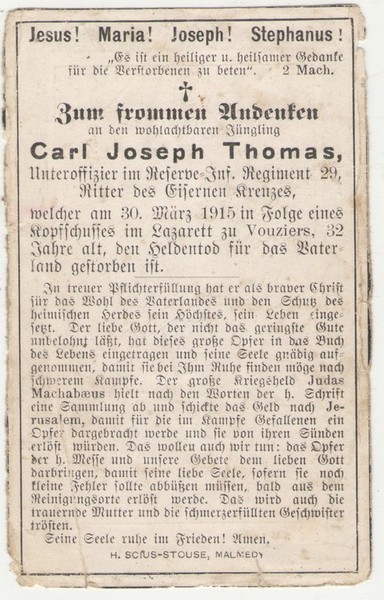 Jesus! Maria! Joseph! Stephanus!
„Es ist ein heiliger u. heilsamer Gedanke
für die Verstorbenen zu beten“. 2 Mach.
Zum frommen Andenken
an den wohlachtbaren Jüngling
Carl Joseph Thomas,
Unteroffizier im Reserve-Inf. Regiment 29,
Ritter des Eisernen Kreuzes,
welcher am 30. März 1915 in Folge eines
Kopfschusses im Lazarett zu Vouziers, 32
Jahre alt, den Heldentod für das Vater-
land gestorben ist.
In treuer Pflichterfüllung hat er als braver Christ
für das Wohl des Vaterlandes und den Schutz des
heimischen Herdes sein Höchstes, sein Leben einge-
setzt. Der liebe Gott, der nicht das geringste Gute
unbelohnt läßt, hat dieses große Opfer in das Buch
des Lebens eingetragen und seine Seele gnädig auf-
genommen, damit sie bei Ihm Ruhe finden möge nach
schwerem Kampfe. Der große Kriegsheld Judas
Machabæus hielt nach den Worten der h. Schrift
eine Sammlung ab und schickte das Geld nach Je-
rusalem, damit für die im Kampfe Gefallenen ein
Opfer dargebracht werde und sie von ihren Sünden
erlöst würden. Das wollen auch wir tun: das Opfer
der h. Messe und unsere Gebete dem lieben Gott
darbringen, damit seine liebe Seele, sofern sie noch
kleine Fehler sollte abbüßen müssen, bald aus dem
Reinigungsorte erlöst werde. Das wird auch die
trauernde Mutter und die schmerzerfüllten Geschwister
trösten.
Seine Seele ruhe im Frieden! Amen.
H. SCIUS-STOUSE, MALMEDY